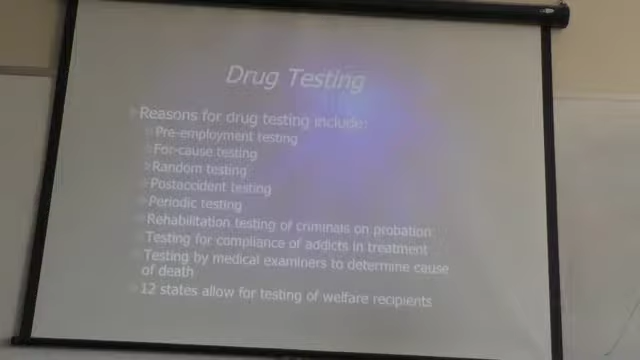 Drug Testing
Reasons for drug testing include:
Pre-employment testing
For-cause testing
Random testing
Postaccident testing
Periodic testing
Rehabilitation testing of criminals on probation
Testing for compliance of addicts in treatment
Testing by medical examiners to determine cause
of death
12 states allow for testing of welfare recipients